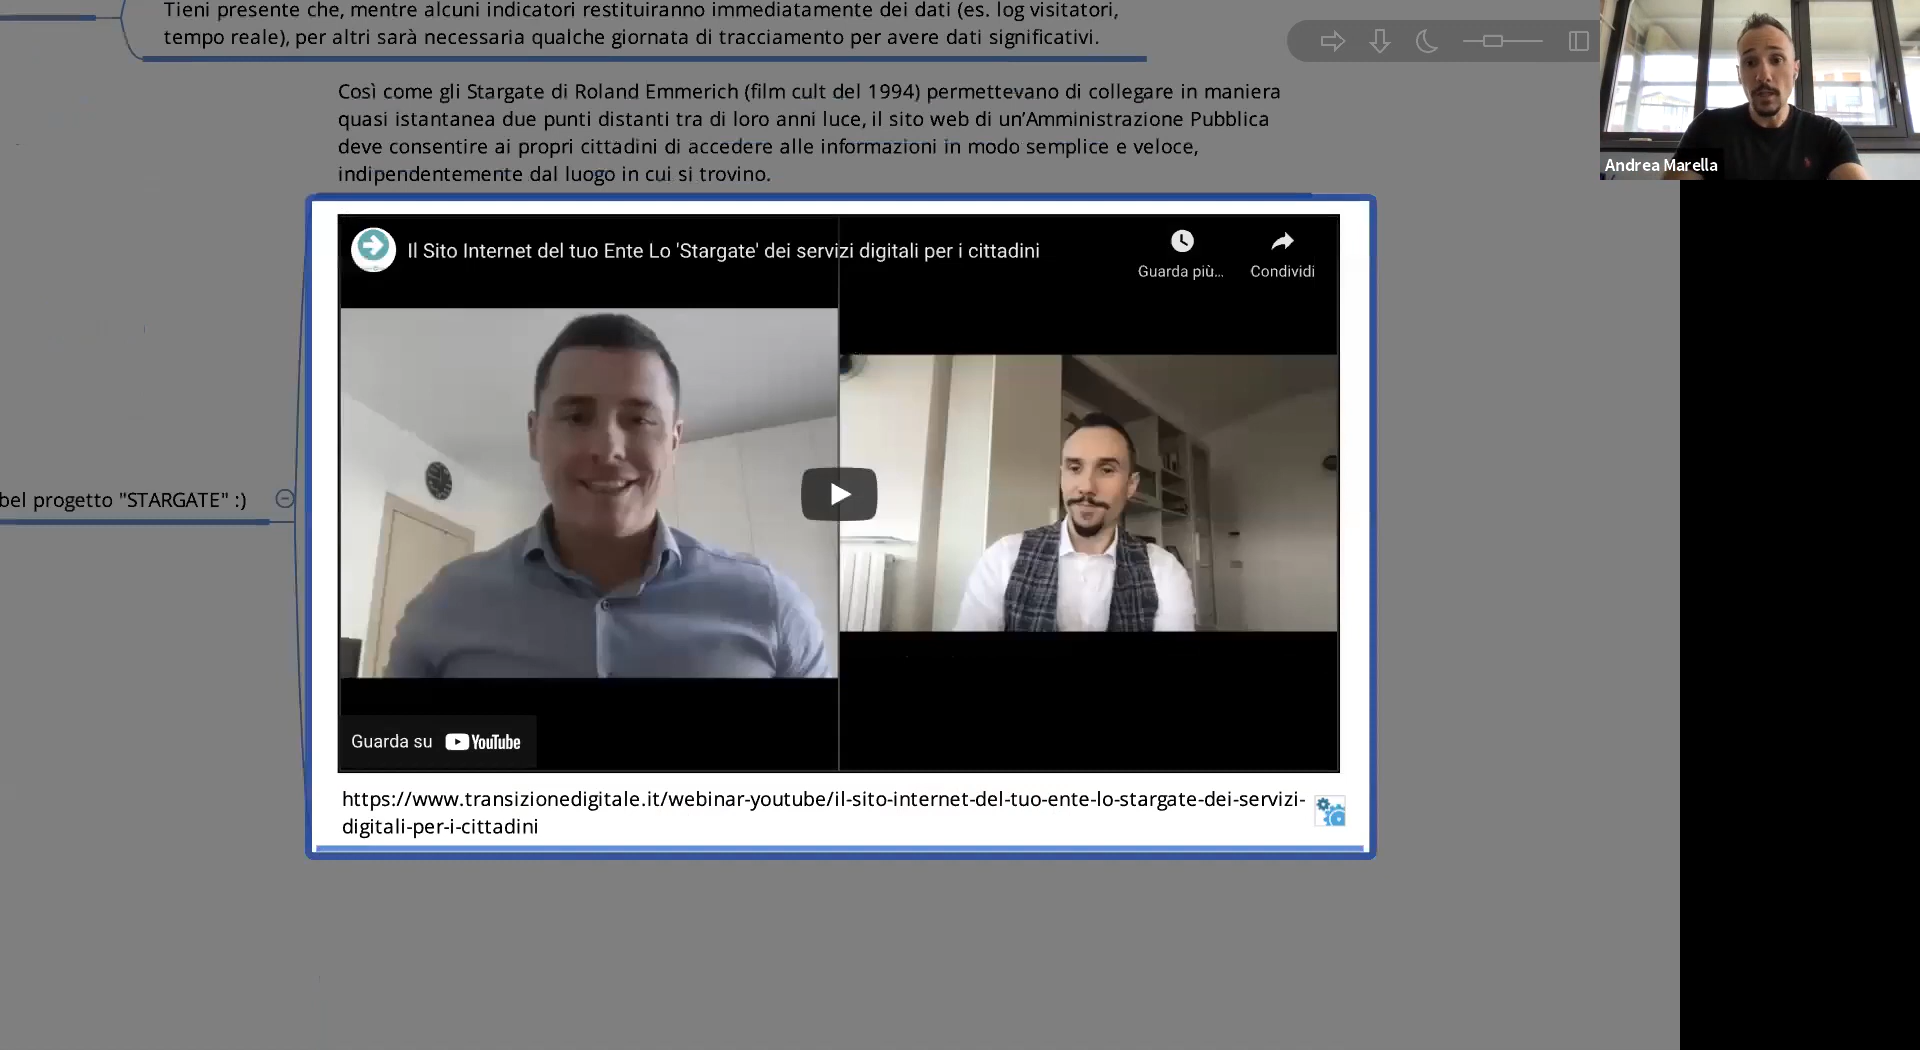 Tieni presente che, mentre alcuni indicatori restituiranno immediatamente dei dati (es. log visitatori,
tempo reale), per altri sarà necessaria qualche giornata di tracciamento per avere dati significativi.
Così come gli Stargate di Roland Emmerich (film cult del 1994) permettevano di collegare in maniera
quasi istantanea due punti distanti tra di loro anni luce, il sito web di un'Amministrazione Pubblica
deve consentire ai propri cittadini di accedere alle informazioni in modo semplice e veloce,
indipendentemente dal luogo in cui si trovino.
Andrea Marella
Il Sito Internet del tuo Ente Lo 'Stargate' dei servizi digitali per i cittadini
Guarda più...
Condividi
bel progetto "STARGATE" :)
Guarda su YouTube
https://www.transizionedigitale.it/webinar-youtube/il-sito-internet-del-tuo-ente-lo-stargate-dei-servizi-
digitali-per-i-cittadini